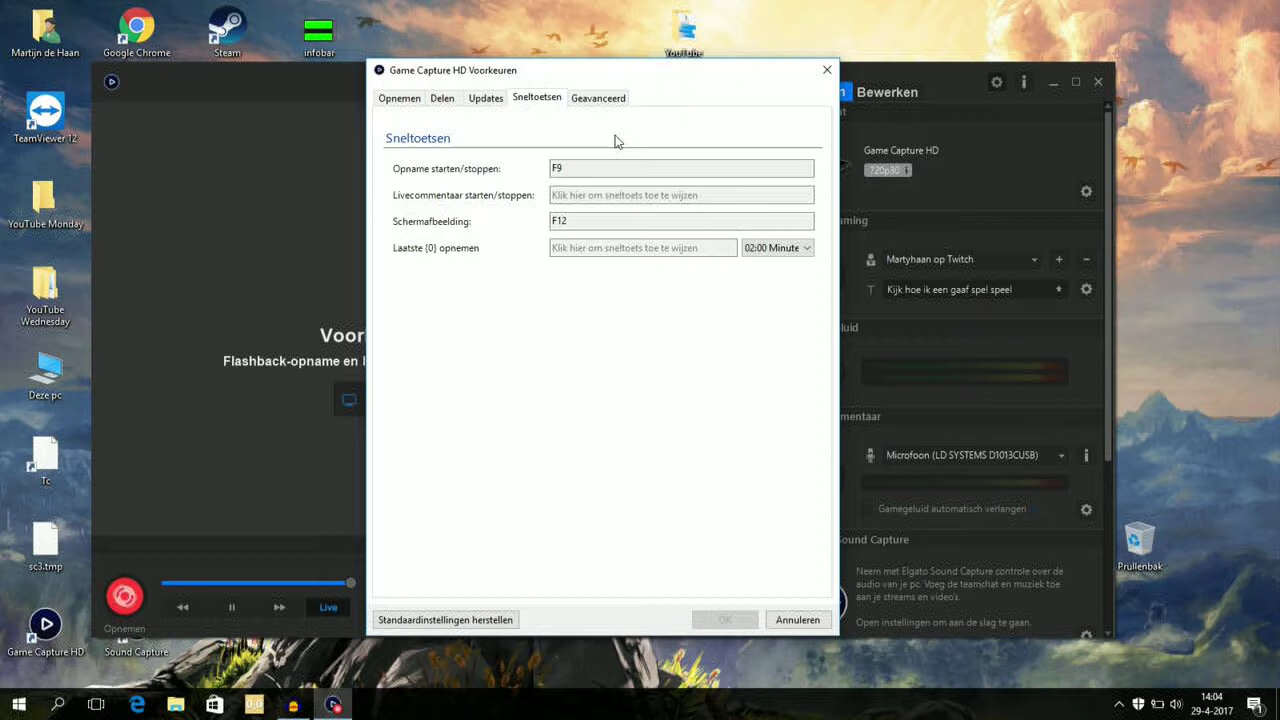 Martijn de Haan
Google Chrome
Steam
infobar
YouTube
TeamViewer 12
YouTube Monday
YouTube
Wednesday
Deze pc
Tc
sc3.tmp
Game Capture HD
Sound Capture
Prullenbak
Game Capture HD Voorkeuren
Opnemen
Delen
Updates
Sneltoetsen
Geavanceerd
Sneltoetsen
Opname starten/stoppen:
F9
Livecommentaar starten/stoppen:
Klik hier om sneltoets toe te wijzen
Schermafbeelding:
F12
Laatste {0} opnemen
Klik hier om sneltoets toe te wijzen
02:00 Minute
Standaardinstellingen herstellen
OK
Annuleren
Voor
Flashback-opname en
Live
Opnemen
Bewerken
Game Capture HD
720p30
aming
Martyhaan op Twitch
Kijk hoe ik een gaaf spel speel
luid
mentaar
Microfoon (LD SYSTEMS D1013CUSB)
Gamegeluid automatisch verlangen
Sound Capture
Neem met Elgato Sound Capture controle over de
audio van je pc. Voeg de teamchat en muziek toe
aan je streams en video's.
Open instellingen om aan de slag te gaan.
14:04
29-4-2017